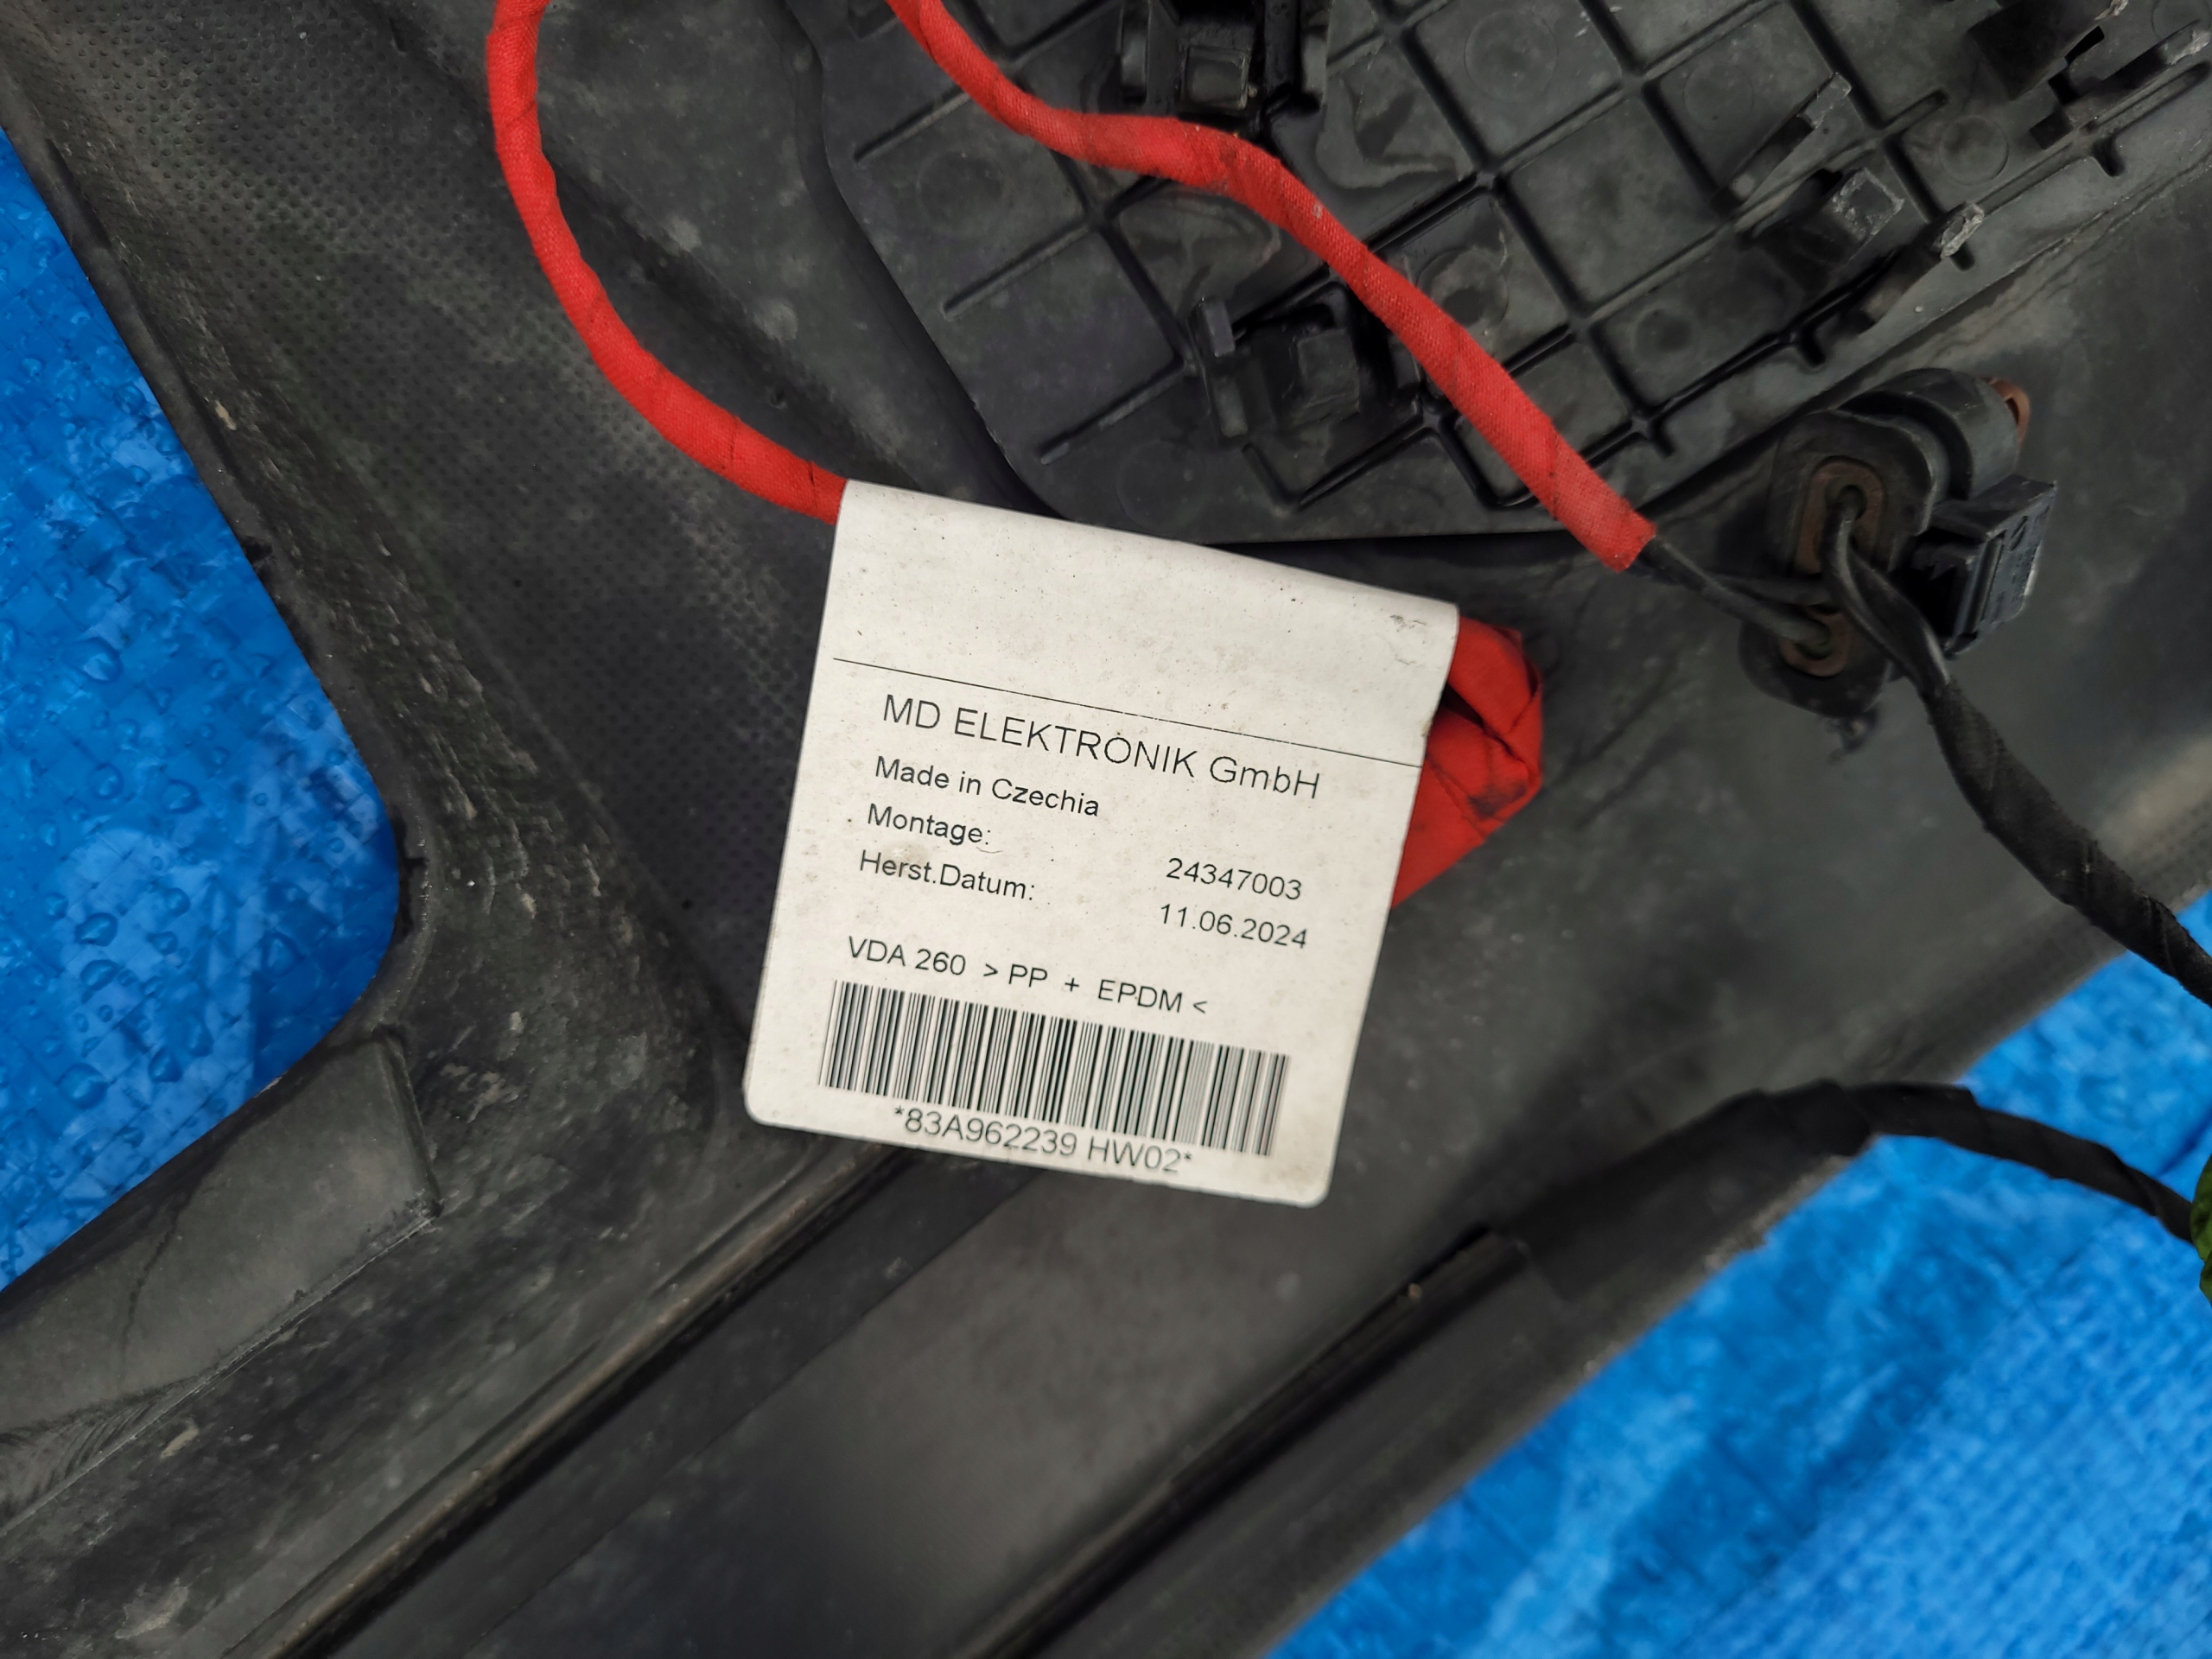 MD ELEKTRONIK GmbH
Made in Czechia
Montage: 24347003
Herst.Datum: 11.06.2024
VDA 260 > PP + EPDM <
*83A962239 HW02*